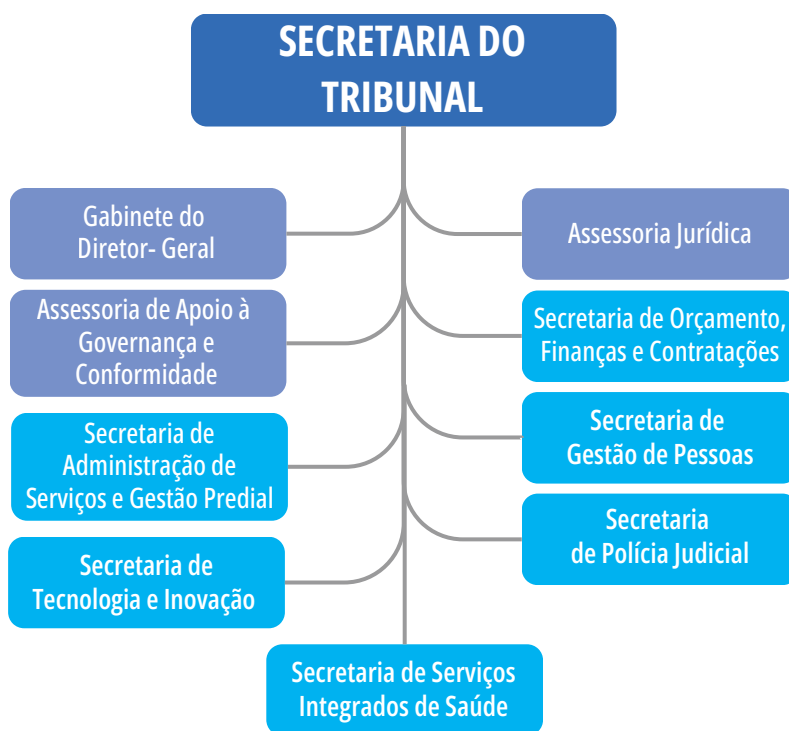 SECRETARIA DO
TRIBUNAL
Gabinete do
Diretor- Geral
Assessoria Jurídica
Assessoria de Apoio à
Governança e
Conformidade
Secretaria de Orçamento,
Finanças e Contratações
Secretaria de
Administração de
Serviços e Gestão Predial
Secretaria de
Gestão de Pessoas
Secretaria de
Tecnologia e Inovação
Secretaria
de Polícia Judicial
Secretaria de Serviços
Integrados de Saúde